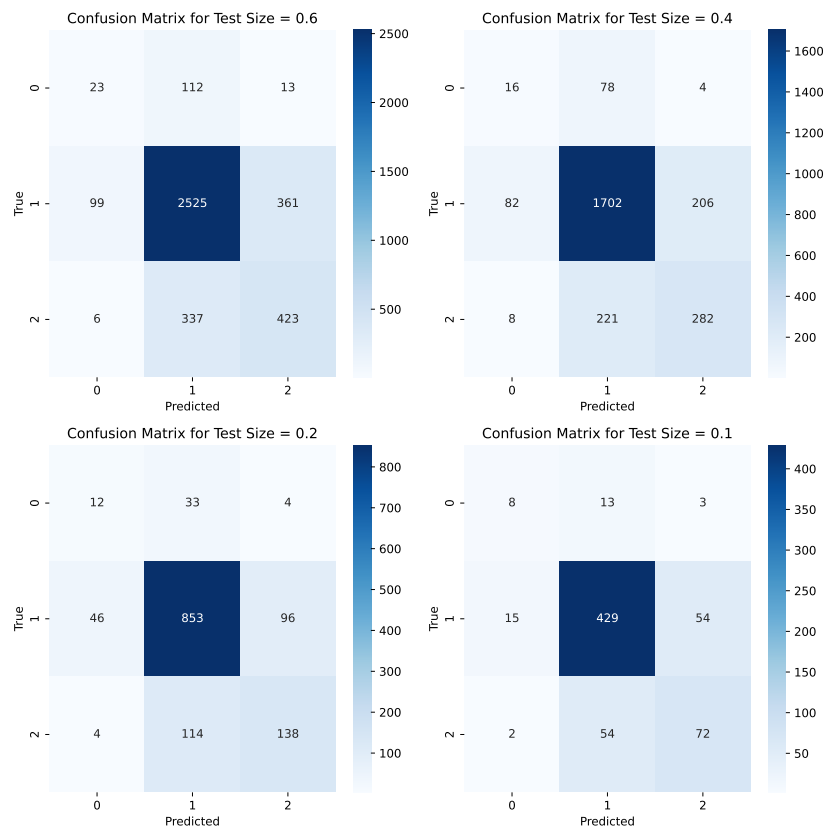 Confusion Matrix for Test Size = 0.6
0 23 112 13
1 99 2525 361
2 6 337 423
0 1 2
Predicted
True
2500
2000
1500
1000
500
Confusion Matrix for Test Size = 0.4
0 16 78 4
1 82 1702 206
2 8 221 282
0 1 2
Predicted
True
1600
1400
1200
1000
800
600
400
200
Confusion Matrix for Test Size = 0.2
0 12 33 4
1 46 853 96
2 4 114 138
0 1 2
Predicted
True
800
700
600
500
400
300
200
100
Confusion Matrix for Test Size = 0.1
0 8 13 3
1 15 429 54
2 2 54 72
0 1 2
Predicted
True
400
350
300
250
200
150
100
50